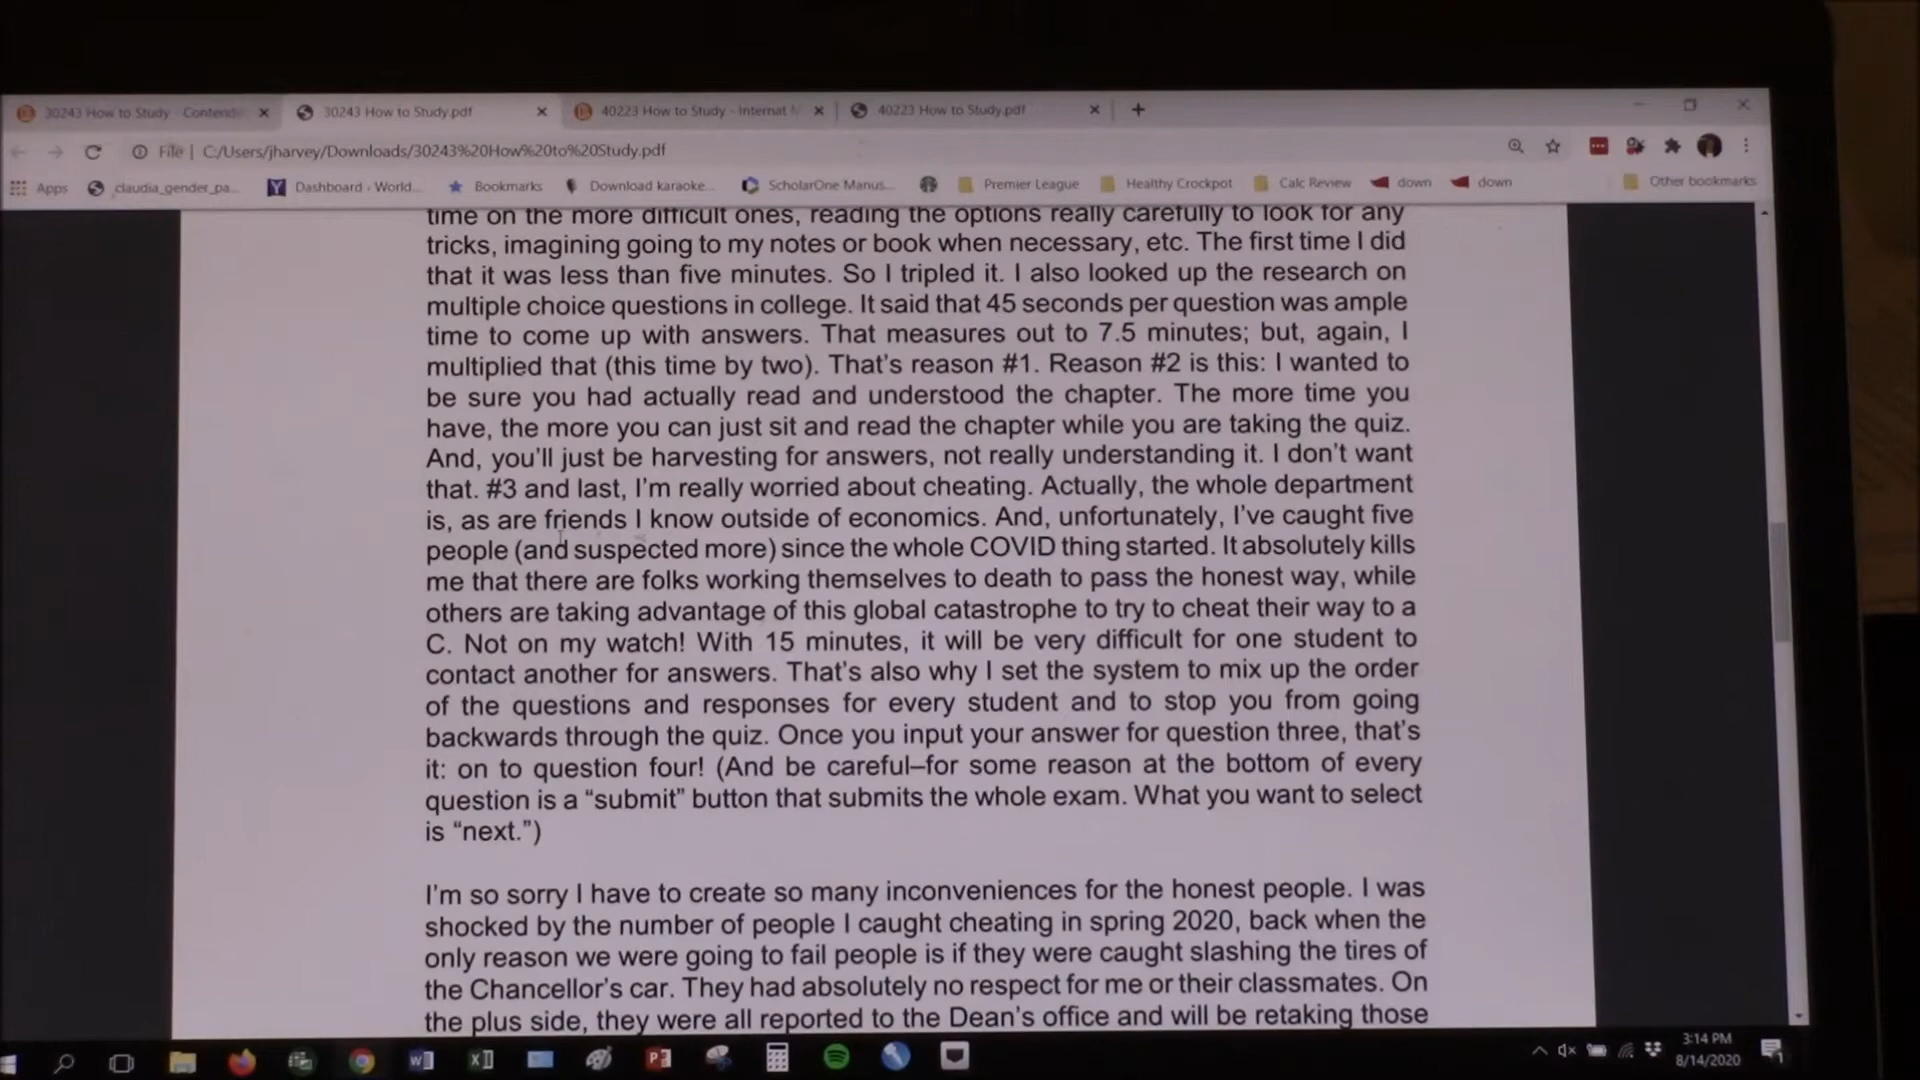 30243 How to Study - Contend
30243 How to Study.pdf
40223 How to Study - Internat M
40223 How to Study.pdf
File | C:/Users/jharvey/Downloads/30243%20How%20to%20Study.pdf
Apps
claudia_gender_pa...
Dashboard - World...
Bookmarks
Download karaoke...
ScholarOne Manus...
Premier League
Healthy Crockpot
Calc Review
down
down
Other bookmarks
time on the more difficult ones, reading the options really carefully to look for any
tricks, imagining going to my notes or book when necessary, etc. The first time I did
that it was less than five minutes. So I tripled it. I also looked up the research on
multiple choice questions in college. It said that 45 seconds per question was ample
time to come up with answers. That measures out to 7.5 minutes; but, again, I
multiplied that (this time by two). That's reason #1. Reason #2 is this: I wanted to
be sure you had actually read and understood the chapter. The more time you
have, the more you can just sit and read the chapter while you are taking the quiz.
And, you'll just be harvesting for answers, not really understanding it. I don't want
that. #3 and last, I'm really worried about cheating. Actually, the whole department
is, as are friends I know outside of economics. And, unfortunately, I've caught five
people (and suspected more) since the whole COVID thing started. It absolutely kills
me that there are folks working themselves to death to pass the honest way, while
others are taking advantage of this global catastrophe to try to cheat their way to a
C. Not on my watch! With 15 minutes, it will be very difficult for one student to
contact another for answers. That's also why I set the system to mix up the order
of the questions and responses for every student and to stop you from going
backwards through the quiz. Once you input your answer for question three, that's
it: on to question four! (And be careful–for some reason at the bottom of every
question is a “submit” button that submits the whole exam. What you want to select
is “next.”)
I'm so sorry I have to create so many inconveniences for the honest people. I was
shocked by the number of people I caught cheating in spring 2020, back when the
only reason we were going to fail people is if they were caught slashing the tires of
the Chancellor's car. They had absolutely no respect for me or their classmates. On
the plus side, they were all reported to the Dean's office and will be retaking those
3:14 PM
8/14/2020